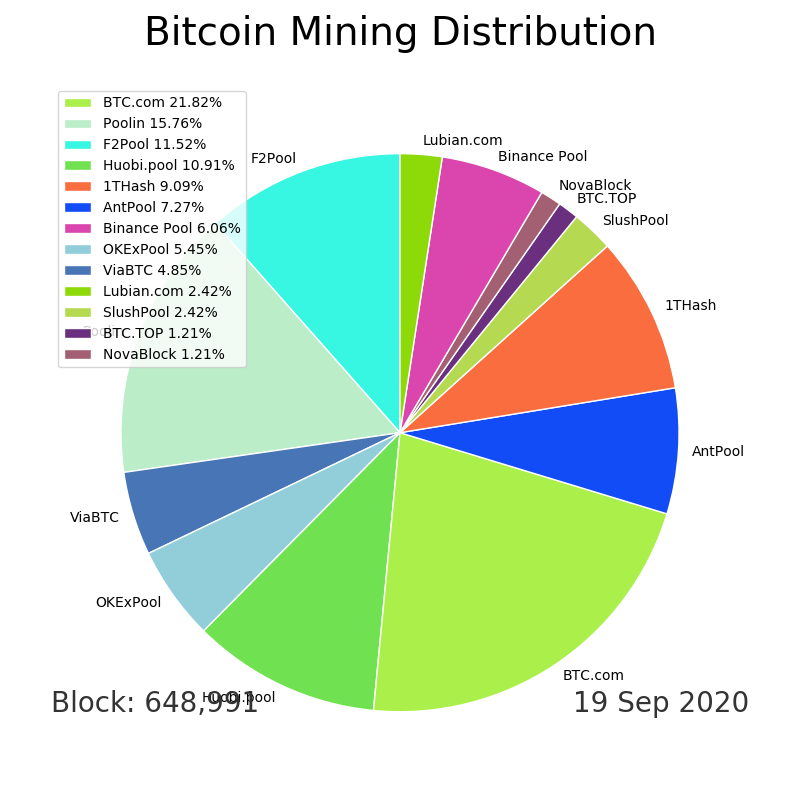 Bitcoin Mining Distribution
BTC.com 21.82%
Poolin 15.76%
F2Pool 11.52%
Huobi.pool 10.91%
1THash 9.09%
AntPool 7.27%
Binance Pool 6.06%
OKExPool 5.45%
ViaBTC 4.85%
Lubian.com 2.42%
SlushPool 2.42%
BTC.TOP 1.21%
NovaBlock 1.21%
F2Pool
Lubian.com
Binance Pool
NovaBlock
BTC.TOP
SlushPool
1THash
AntPool
BTC.com
Huobi.pool
OKExPool
ViaBTC
Block: 648,991
19 Sep 2020